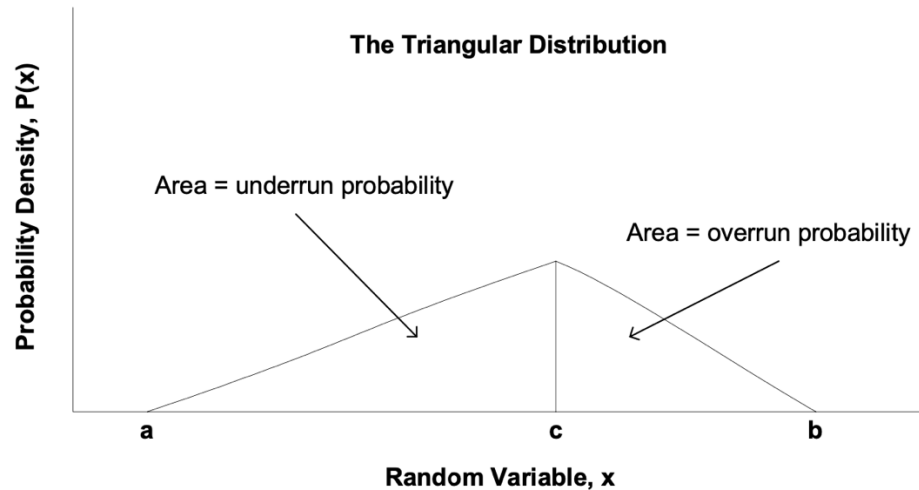 The Triangular Distribution
Probability Density, P(x)
Area = underrun probability
Area = overrun probability
a
c
b
Random Variable, x